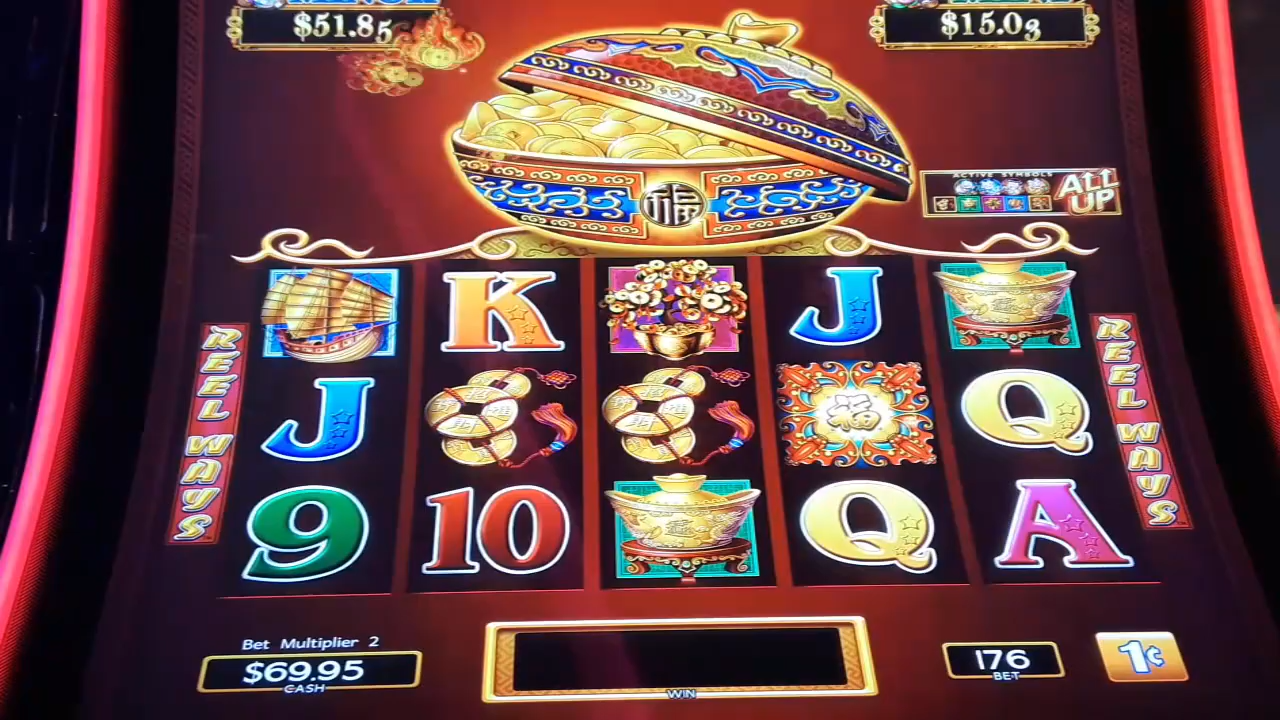 $51.85
$15.03
ACTIVE SYMBOLS
ALL UP
福
K
J
REEL WAYS
J
福
Q
REEL WAYS
9
10
Q
A
Bet Multiplier 2
$69.95
CASH
WIN
176
BET
1¢